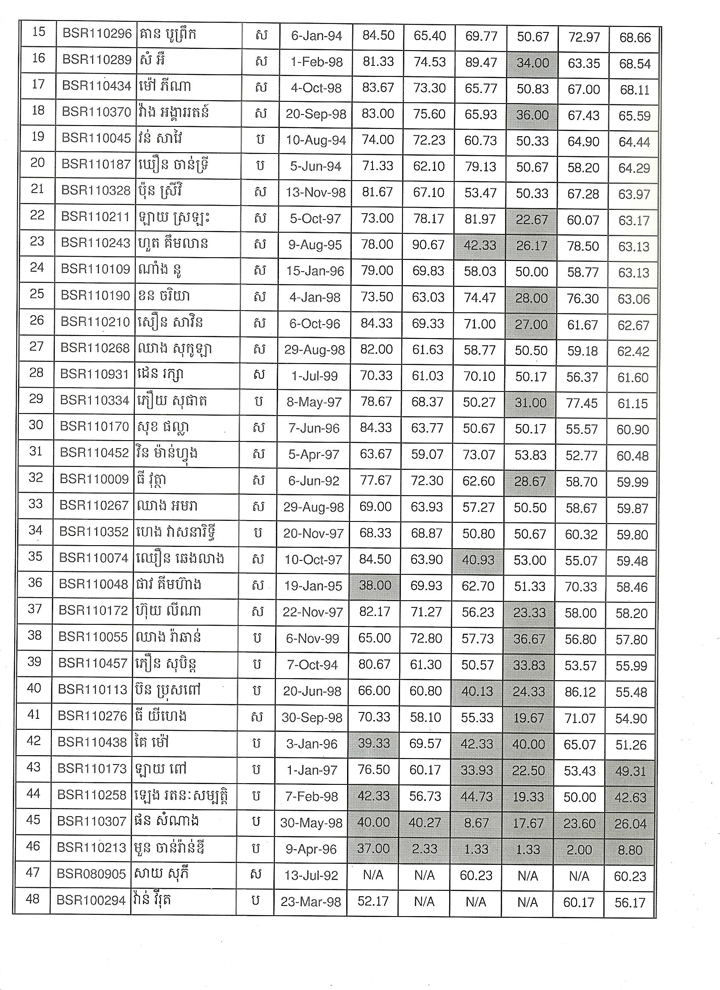 15 BSR110296 គាន បូព្រឹក ស 6-Jan-94 84.50 65.40 69.77 50.67 72.97 68.66
16 BSR110289 សំ អឺ ស 1-Feb-98 81.33 74.53 89.47 34.00 63.35 68.54
17 BSR110434 ម៉ៅ ភីណា ស 4-Oct-98 83.67 73.30 65.77 50.83 67.00 68.11
18 BSR110370 វ៉ាង អង្គាររតន៍ ស 20-Sep-98 83.00 75.60 65.93 36.00 67.43 65.59
19 BSR110045 វន់ សាវៃ ប 10-Aug-94 74.00 72.23 60.73 50.33 64.90 64.44
20 BSR110187 ឃឿន ចាន់ទ្រី ប 5-Jun-94 71.33 62.10 79.13 50.67 58.20 64.29
21 BSR110328 ប៉ុន ស្រីវី ស 13-Nov-98 81.67 67.10 53.47 50.33 67.28 63.97
22 BSR110211 ឡាយ ស្រឡះ ស 5-Oct-97 73.00 78.17 81.97 22.67 60.07 63.17
23 BSR110243 ហួត គឹមលាន ស 9-Aug-95 78.00 90.67 42.33 26.17 78.50 63.13
24 BSR110109 ណាំង នូ ស 15-Jan-96 79.00 69.83 58.03 50.00 58.77 63.13
25 BSR110190 ខន ចរិយា ស 4-Jan-98 73.50 63.03 74.47 28.00 76.30 63.06
26 BSR110210 សឿន សាវិន ស 6-Oct-96 84.33 69.33 71.00 27.00 61.67 62.67
27 BSR110268 ឈាង សុកូឡា ស 29-Aug-98 82.00 61.63 58.77 50.50 59.18 62.42
28 BSR110931 ដេន រក្សា ស 1-Jul-99 70.33 61.03 70.10 50.17 56.37 61.60
29 BSR110334 ភឿយ សុផាត ប 8-May-97 78.67 68.37 50.27 31.00 77.45 61.15
30 BSR110170 សុខ ផល្លា ស 7-Jun-96 84.33 63.77 50.67 50.17 55.57 60.90
31 BSR110452 រិន ម៉ាន់ហ្វុង ស 5-Apr-97 63.67 59.07 73.07 53.83 52.77 60.48
32 BSR110009 ធី វុត្ថា ស 6-Jun-92 77.67 72.30 62.60 28.67 58.70 59.99
33 BSR110267 ឈាង អមរា ស 29-Aug-98 69.00 63.93 57.27 50.50 58.67 59.87
34 BSR110352 ហេង វាសនារិទ្ធី ប 20-Nov-97 68.33 68.87 50.80 50.67 60.32 59.80
35 BSR110074 ឈឿន ឆេងលាង ស 10-Oct-97 84.50 63.90 40.93 53.00 55.07 59.48
36 BSR110048 ផាវ គីមហ៊ាង ស 19-Jan-95 38.00 69.93 62.70 51.33 70.33 58.46
37 BSR110172 ហ៊ុយ លីណា ស 22-Nov-97 82.17 71.27 56.23 23.33 58.00 58.20
38 BSR110055 ឈាង រ៉ាឆាន់ ប 6-Nov-99 65.00 72.80 57.73 36.67 56.80 57.80
39 BSR110457 ភឿន សុបិន្ត ប 7-Oct-94 80.67 61.30 50.57 33.83 53.57 55.99
40 BSR110113 ប៊ន ប្រុសពៅ ប 20-Jun-98 66.00 60.80 40.13 24.33 86.12 55.48
41 BSR110276 ធី យីហេង ស 30-Sep-98 70.33 58.10 55.33 19.67 71.07 54.90
42 BSR110438 គៃ ម៉ៅ ប 3-Jan-96 39.33 69.57 42.33 40.00 65.07 51.26
43 BSR110173 ឡាយ ពៅ ប 1-Jan-97 76.50 60.17 33.93 22.50 53.43 49.31
44 BSR110258 ឡេង រតនៈសម្បត្តិ ប 7-Feb-98 42.33 56.73 44.73 19.33 50.00 42.63
45 BSR110307 ផន សំណាង ប 30-May-98 40.00 40.27 8.67 17.67 23.60 26.04
46 BSR110213 មួន ចាន់រ៉ាន់ឌី ប 9-Apr-96 37.00 2.33 1.33 1.33 2.00 8.80
47 BSR080905 សាយ សុភី ស 13-Jul-92 N/A N/A 60.23 N/A N/A 60.23
48 BSR100294 វ៉ាន់ វីរុត ប 23-Mar-98 52.17 N/A N/A N/A 60.17 56.17